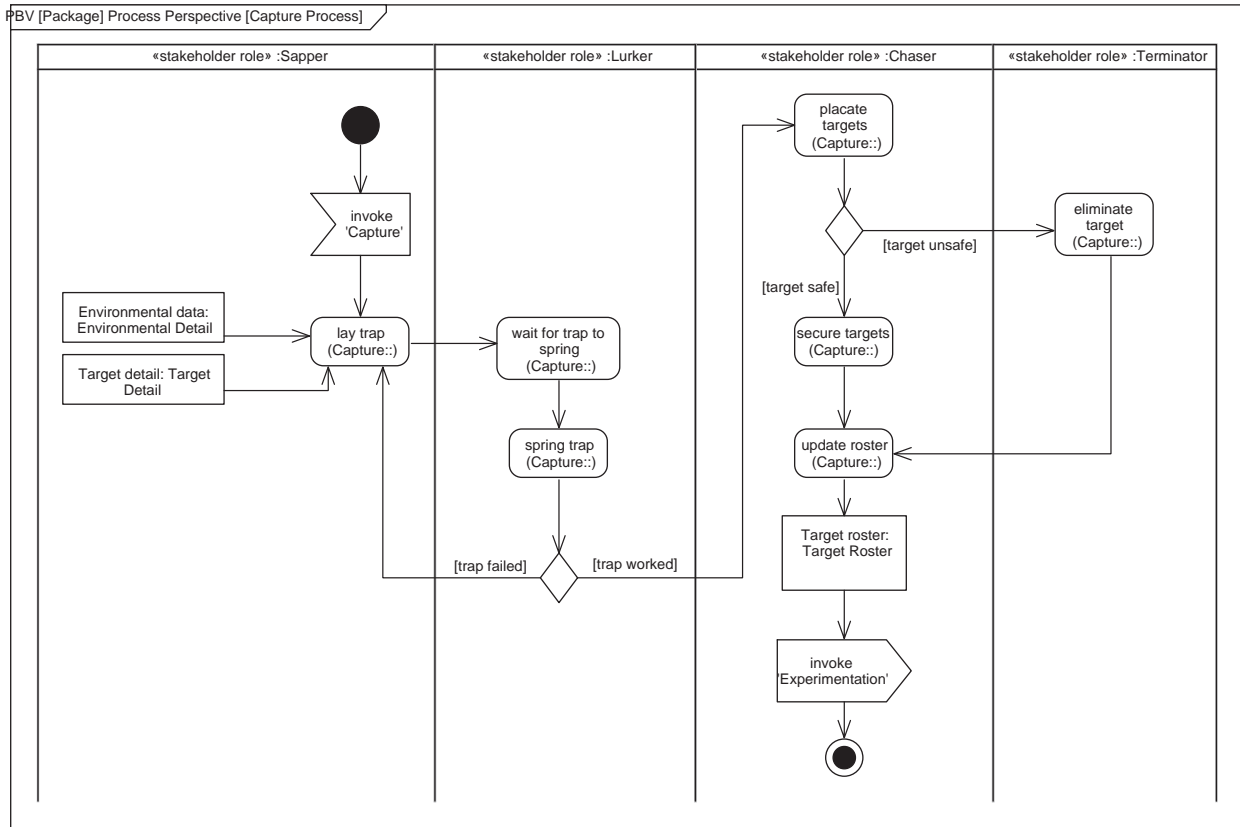 PBV [Package] Process Perspective [Capture Process]
«stakeholder role» :Sapper
«stakeholder role» :Lurker
«stakeholder role» :Chaser
«stakeholder role» :Terminator
invoke
'Capture'
Environmental data:
Environmental Detail
Target detail: Target
Detail
lay trap
(Capture::)
wait for trap to
spring
(Capture::)
spring trap
(Capture::)
[trap failed]
[trap worked]
placate
targets
(Capture::)
[target unsafe]
[target safe]
eliminate
target
(Capture::)
secure targets
(Capture::)
update roster
(Capture::)
Target roster:
Target Roster
invoke
'Experimentation'